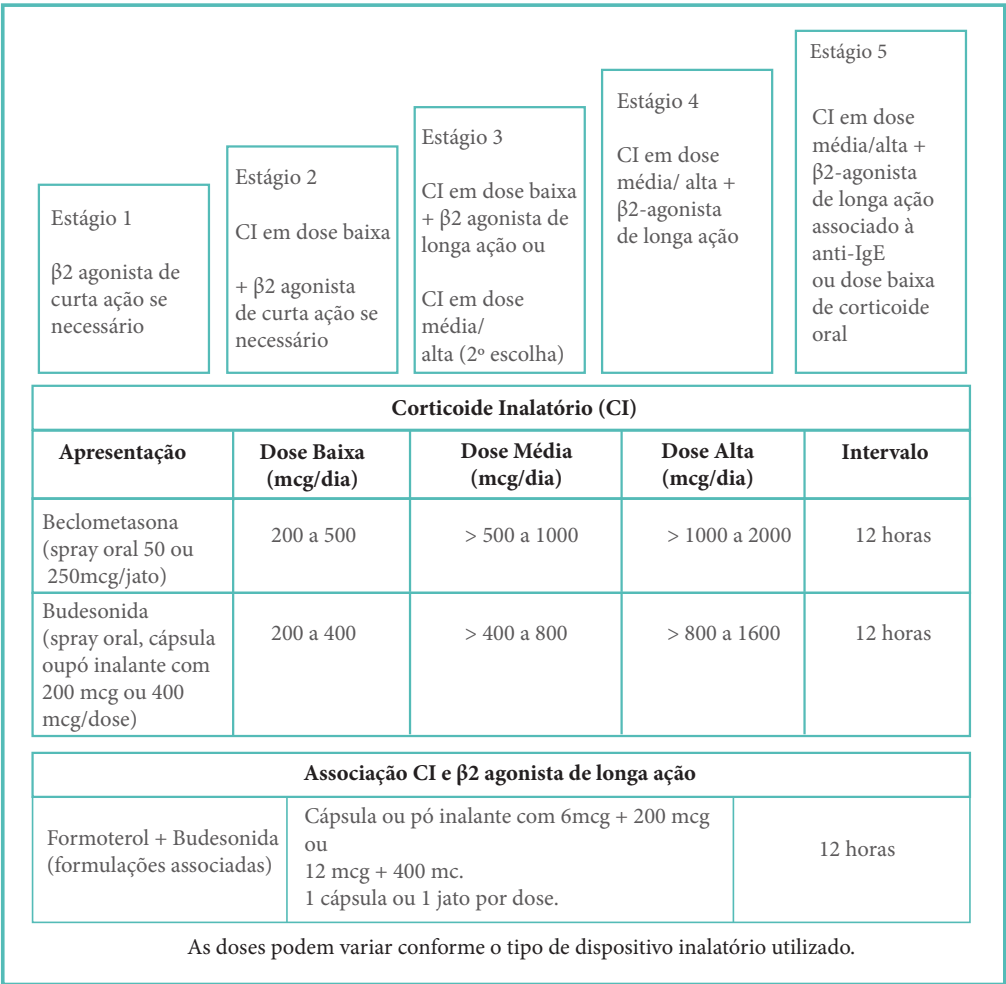 Estágio 1
β2 agonista de
curta ação se
necessário
Estágio 2
CI em dose baixa
+ β2 agonista
de curta ação se
necessário
Estágio 3
CI em dose baixa
+ β2 agonista de
longa ação ou
CI em dose
média/
alta (2º escolha)
Estágio 4
CI em dose
média/ alta +
β2-agonista
de longa ação
Estágio 5
CI em dose
média/alta +
β2-agonista
de longa ação
associado à
anti-IgE
ou dose baixa
de corticoide
oral
Corticoide Inalatório (CI)
Apresentação
Dose Baixa
(mcg/dia)
Dose Média
(mcg/dia)
Dose Alta
(mcg/dia)
Intervalo
Beclometasona
(spray oral 50 ou
250mcg/jato)
200 a 500
> 500 a 1000
> 1000 a 2000
12 horas
Budesonida
(spray oral, cápsula
oupó inalante com
200 mcg ou 400
mcg/dose)
200 a 400
> 400 a 800
> 800 a 1600
12 horas
Associação CI e β2 agonista de longa ação
Formoterol + Budesonida
(formulações associadas)
Cápsula ou pó inalante com 6mcg + 200 mcg
ou
12 mcg + 400 mc.
1 cápsula ou 1 jato por dose.
12 horas
As doses podem variar conforme o tipo de dispositivo inalatório utilizado.